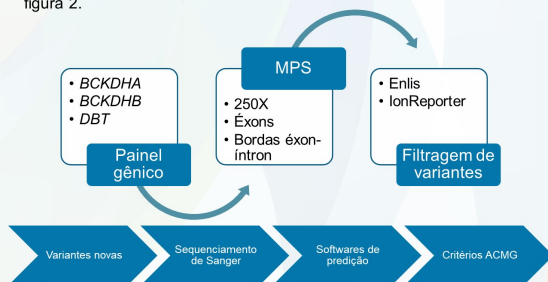 figura 2.
• BCKDHA
• BCKDHB
• DBT
Painel
gênico
MPS
• 250X
• Éxons
• Bordas éxon-
íntron
• Enlis
• IonReporter
Filtragem de
variantes
Variantes novas
Sequenciamento
de Sanger
Softwares de
predição
Critérios ACMG